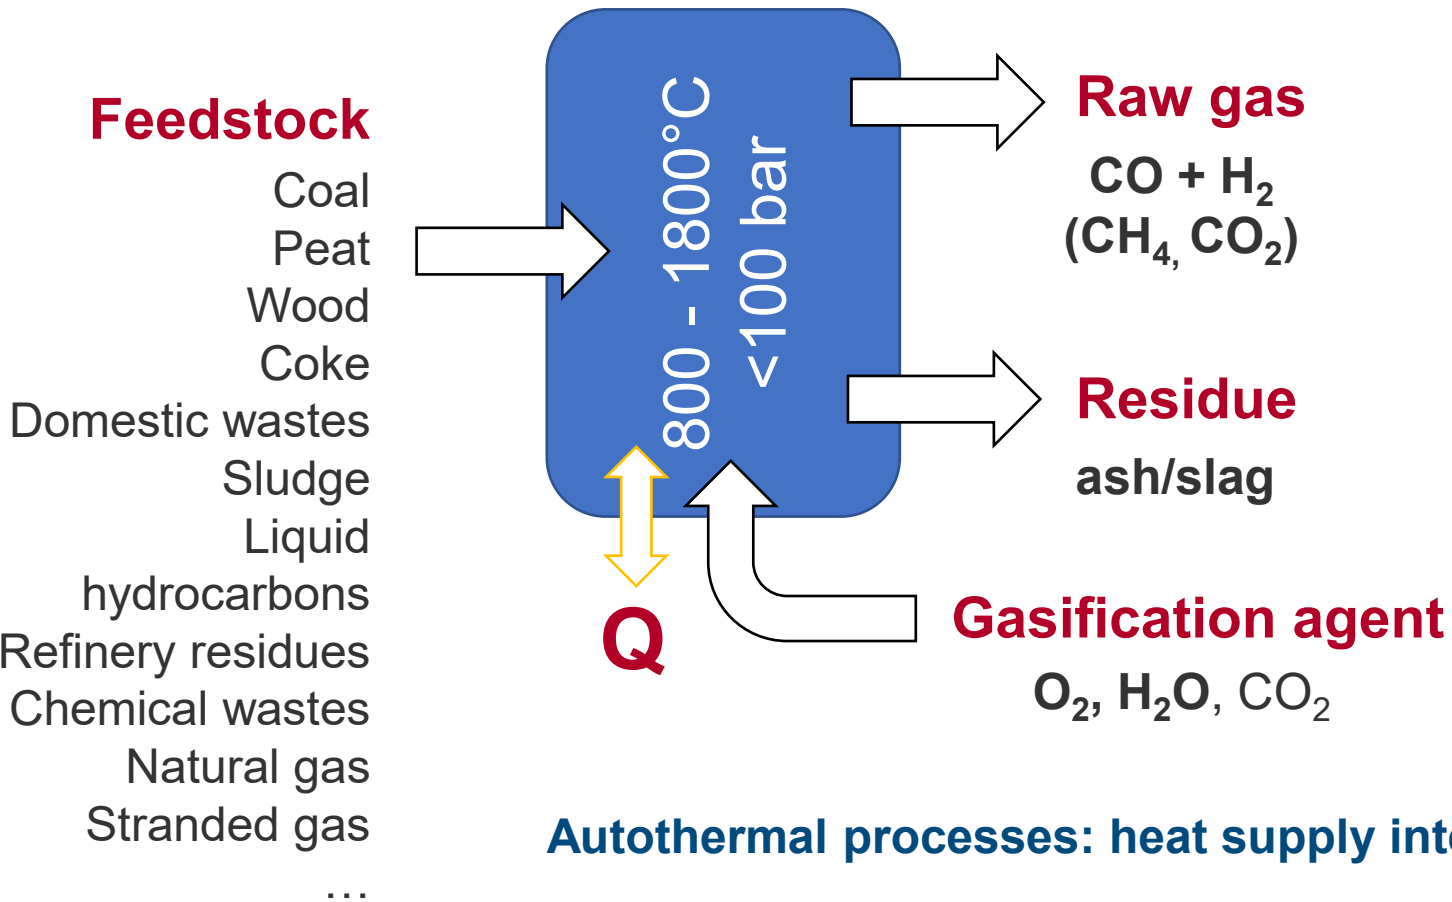 Feedstock
Coal
Peat
Wood
Coke
Domestic wastes
Sludge
Liquid
hydrocarbons
Refinery residues
Chemical wastes
Natural gas
Stranded gas
…
800 - 1800°C
<100 bar
Q
Raw gas
CO + H₂
(CH₄, CO₂)
Residue
ash/slag
Gasification agent
O₂, H₂O, CO₂
Autothermal processes: heat supply